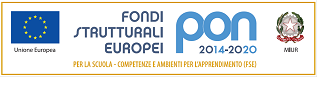 FONDI
STRUTTURALI
EUROPEI
pon
2014-2020
Unione Europea
MIUR
PER LA SCUOLA - COMPETENZE E AMBIENTI PER L'APPRENDIMENTO (FSE)